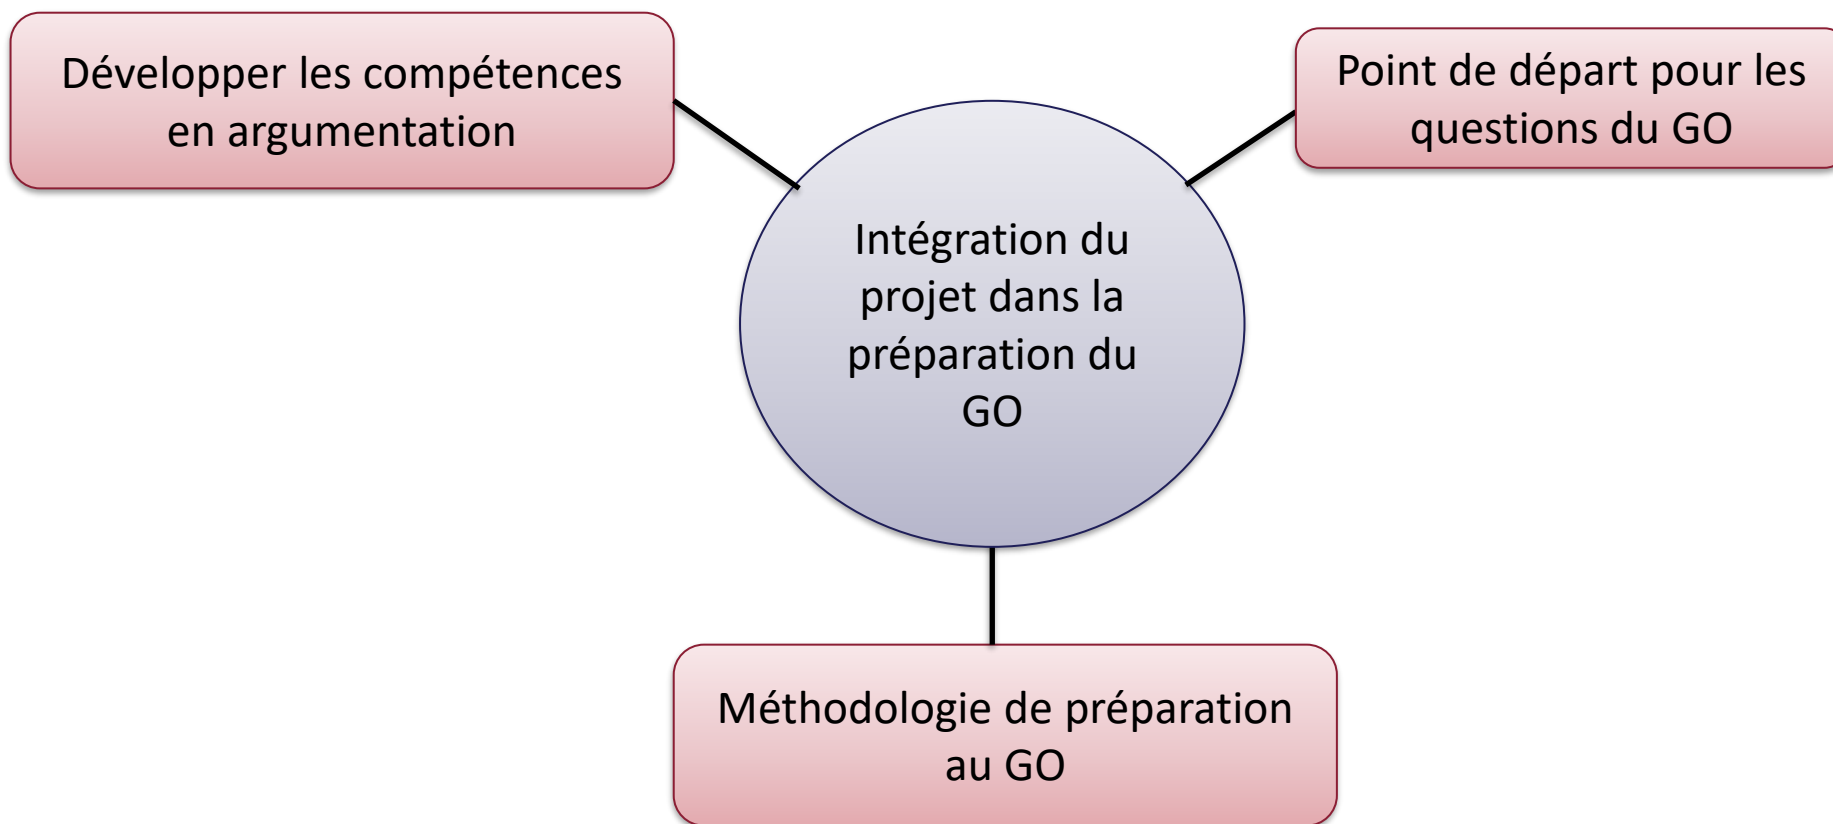 Développer les compétences
en argumentation
Point de départ pour les
questions du GO
Intégration du
projet dans la
préparation du
GO
Méthodologie de préparation
au GO